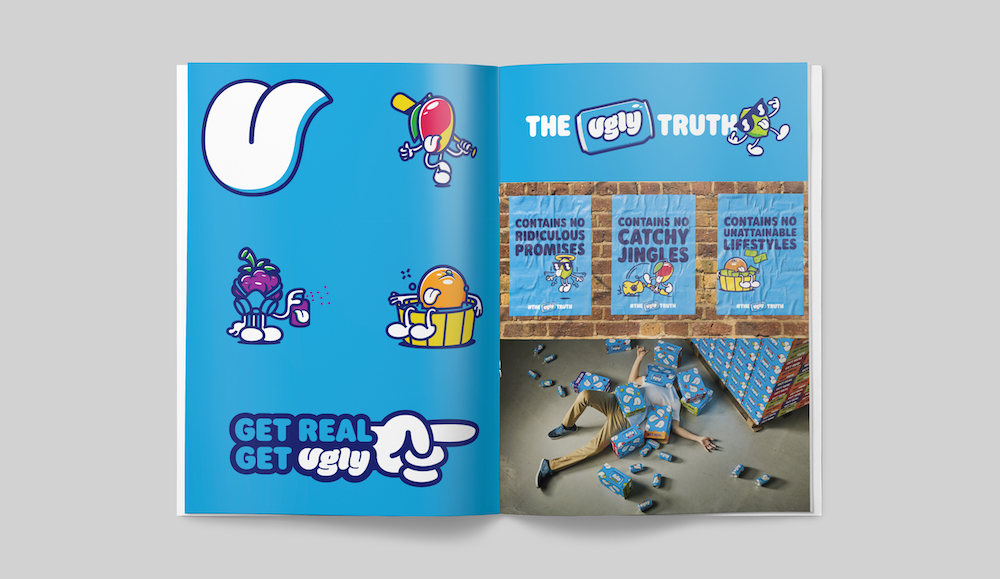 GET REAL
GET ugly
THE ugly TRUTH
CONTAINS NO
RIDICULOUS
PROMISES
#THE ugly TRUTH
CONTAINS NO
CATCHY
JINGLES
#THE ugly TRUTH
CONTAINS NO
UNATTAINABLE
LIFESTYLES
#THE ugly TRUTH